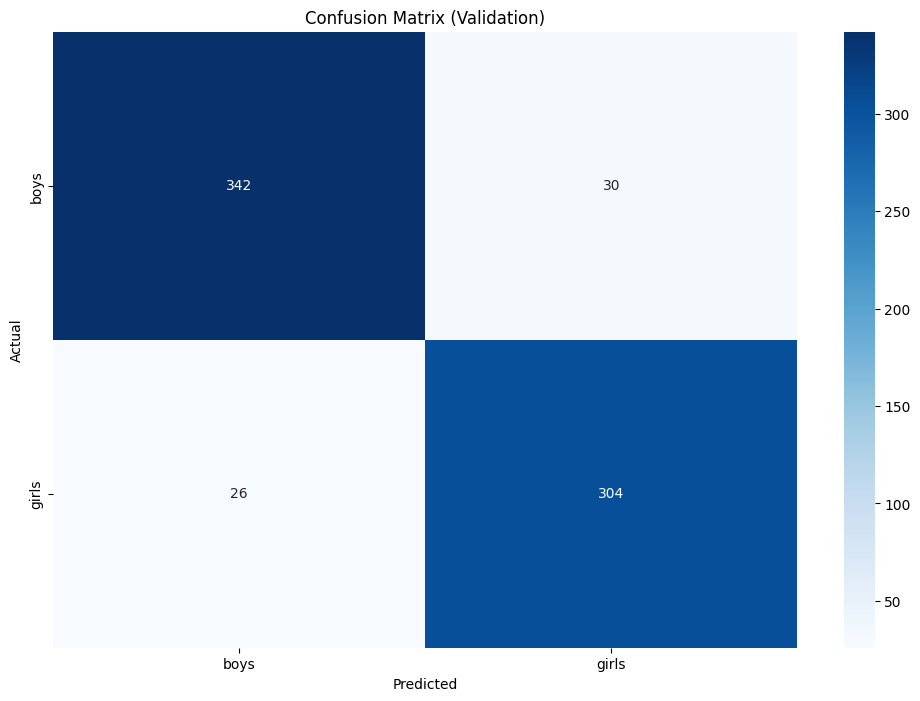 Confusion Matrix (Validation)
Actual
boys
girls
342
30
26
304
boys
girls
Predicted
300
250
200
150
100
50